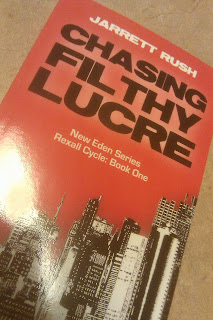 JARRETT RUSH
CHASING
FILTHY
LUCRE
New Eden Series
Rexall Cycle: Book One